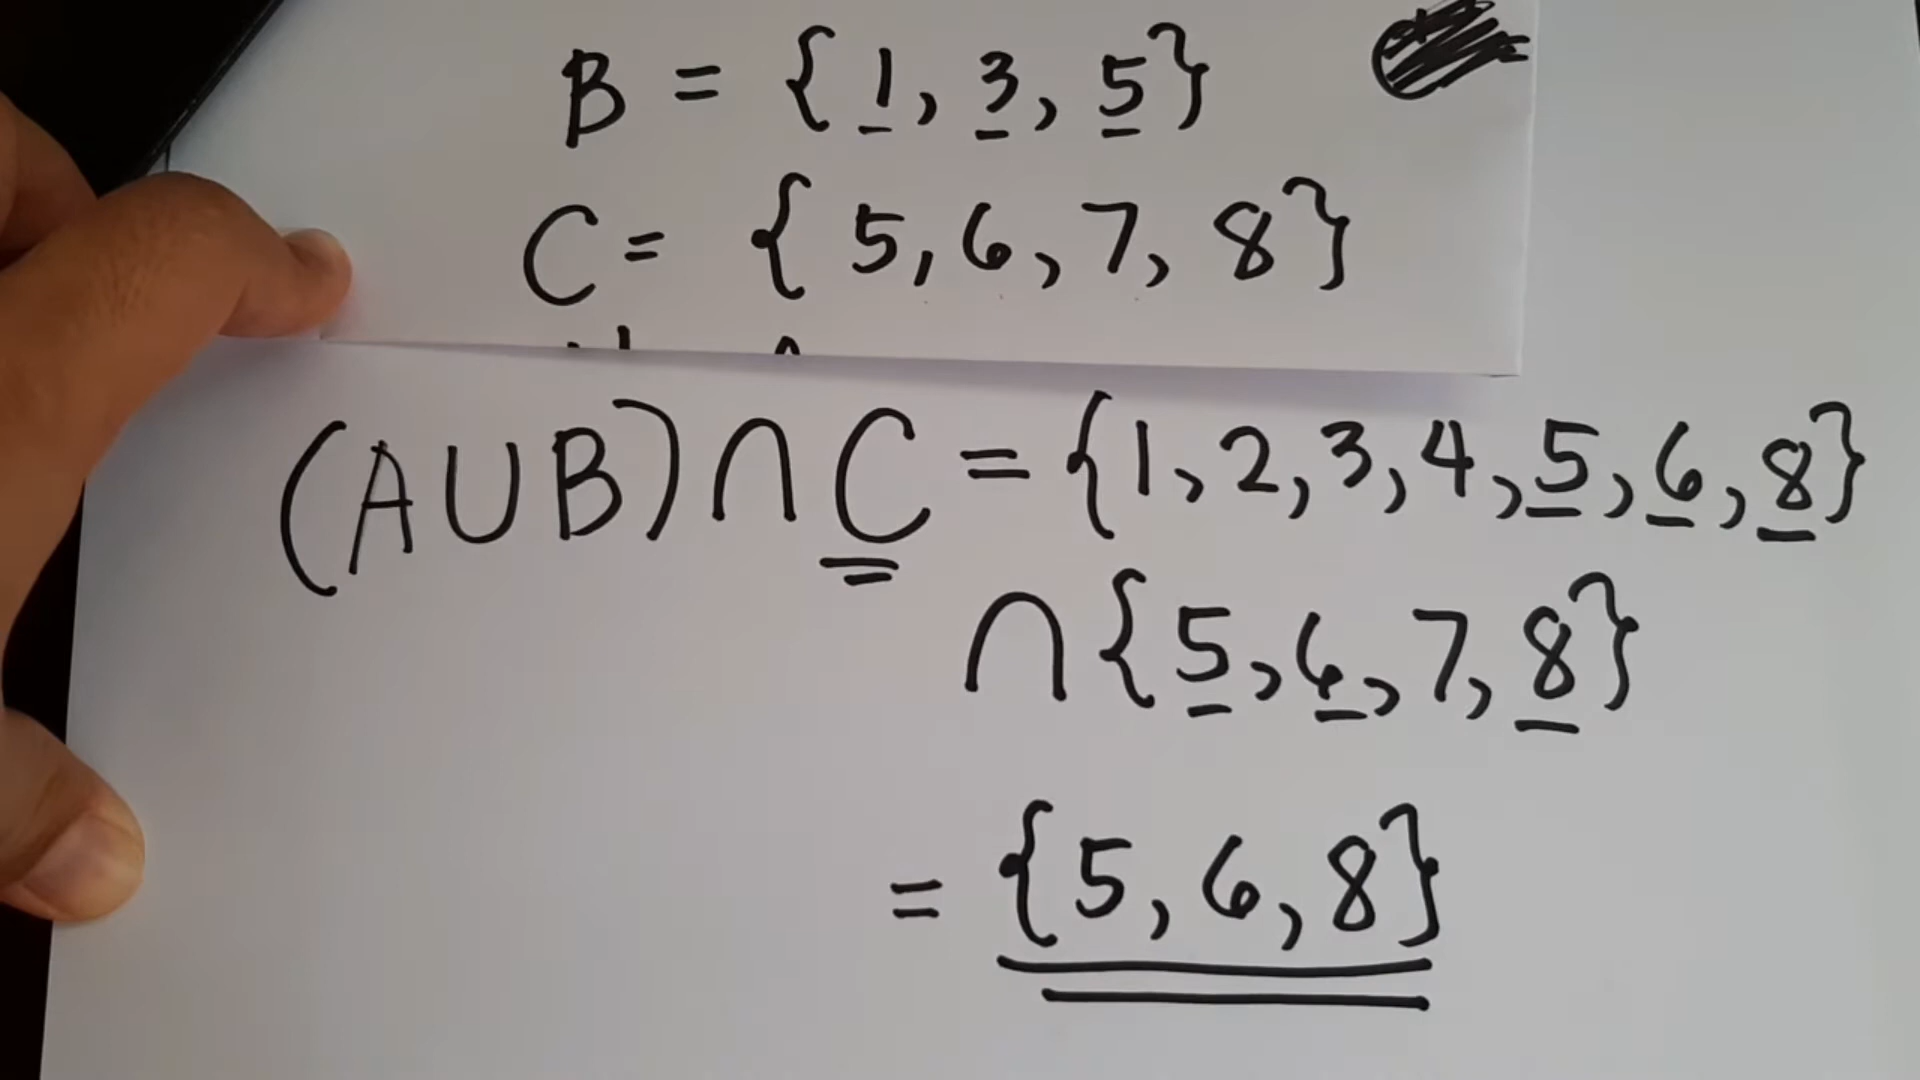 B = {1, 3, 5}
C = {5, 6, 7, 8}
(A∪B)∩C = {1, 2, 3, 4, 5, 6, 8}
∩{5, 6, 7, 8}
= {5, 6, 8}